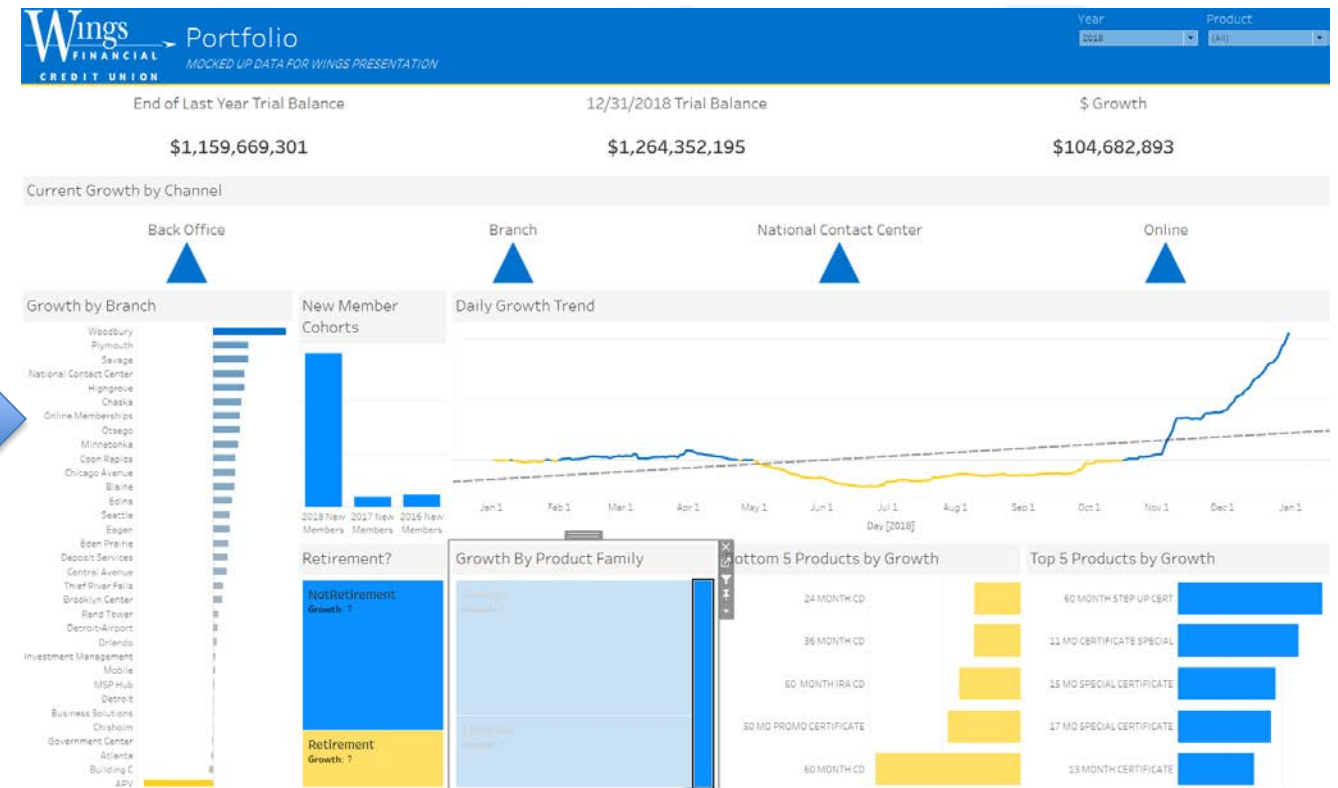 Wings
FINANCIAL
CREDIT UNION
Portfolio
MOCKED UP DATA FOR WINGS PRESENTATION
Year
2018
Product
(All)
End of Last Year Trial Balance
12/31/2018 Trial Balance
$ Growth
$1,159,669,301
$1,264,352,195
$104,682,893
Current Growth by Channel
Back Office
Branch
National Contact Center
Online
Growth by Branch
Woodbury
Plymouth
Savage
National Contact Center
Highgrove
Chaska
Online Memberships
Otsego
Minnetonka
Coon Rapids
Chicago Avenue
Blaine
Edina
Seattle
Eagan
Eden Prairie
Deposit Services
Central Avenue
Thief River Falls
Brooklyn Center
Rand Tower
Detroit-Airport
Orlando
Investment Management
Mobile
MSP Hub
Detroit
Business Solutions
Chisholm
Government Center
Atlanta
Building C
APV
New Member
Cohorts
2018 New
Members
2017 New
Members
2016 New
Members
Daily Growth Trend
Jan 1
Feb 1
Mar 1
Apr 1
May 1
Jun 1
Jul 1
Aug 1
Sep 1
Oct 1
Nov 1
Dec 1
Jan 1
Day [2018]
Retirement?
NotRetirement
Growth: ?
Retirement
Growth: ?
Growth By Product Family
ottom 5 Products by Growth
24 MONTH CD
36 MONTH CD
60 MONTH IRA CD
50 MO PROMO CERTIFICATE
60 MONTH CD
Top 5 Products by Growth
60 MONTH STEP UP CERT
11 MO CERTIFICATE SPECIAL
15 MO SPECIAL CERTIFICATE
17 MO SPECIAL CERTIFICATE
13 MONTH CERTIFICATE